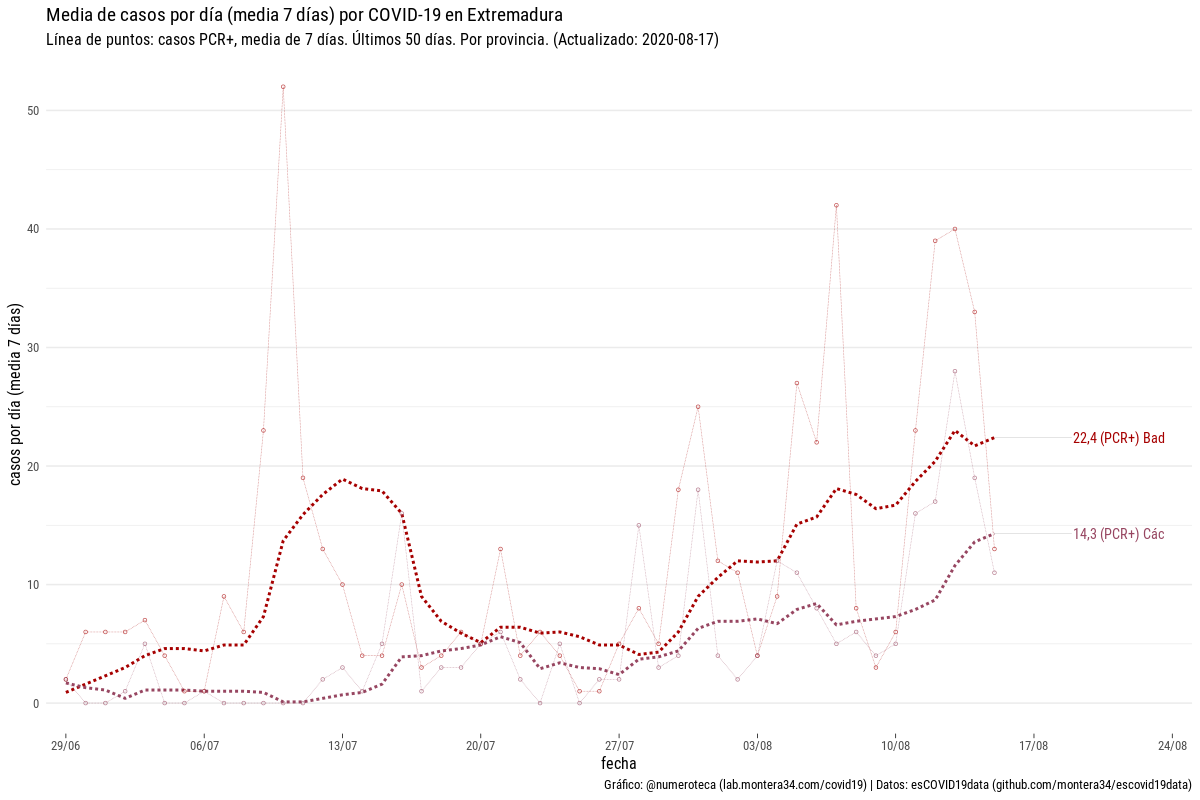 Media de casos por día (media 7 días) por COVID-19 en Extremadura
Línea de puntos: casos PCR+, media de 7 días. Últimos 50 días. Por provincia. (Actualizado: 2020-08-17)
casos por día (media 7 días)
50
40
30
20
10
0
22,4 (PCR+) Bad
14,3 (PCR+) Các
29/06 06/07 13/07 20/07 27/07 03/08 10/08 17/08 24/08
fecha
Gráfico: @numeroteca (lab.montera34.com/covid19) | Datos: esCOVID19data (github.com/montera34/escovid19data)